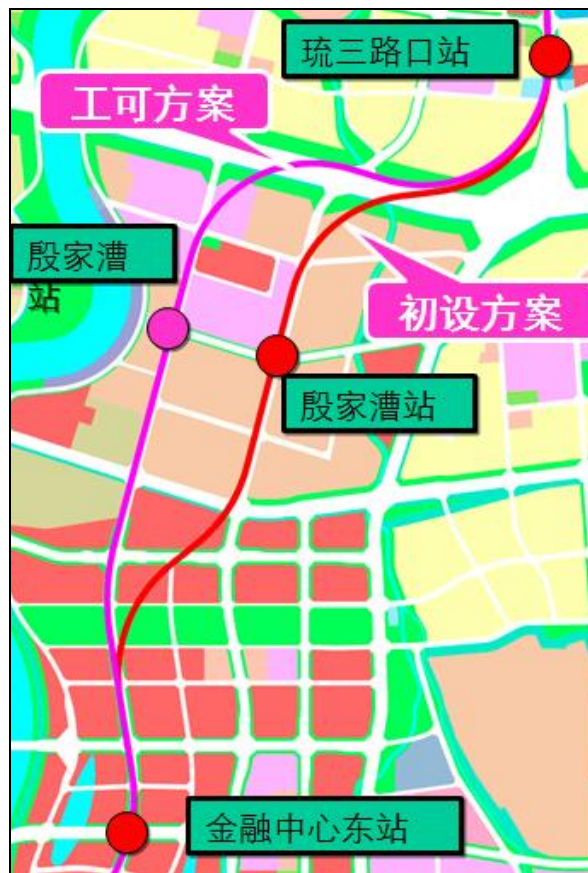 琉三路口站
工可方案
殷家漕
站
初设方案
殷家漕站
金融中心东站